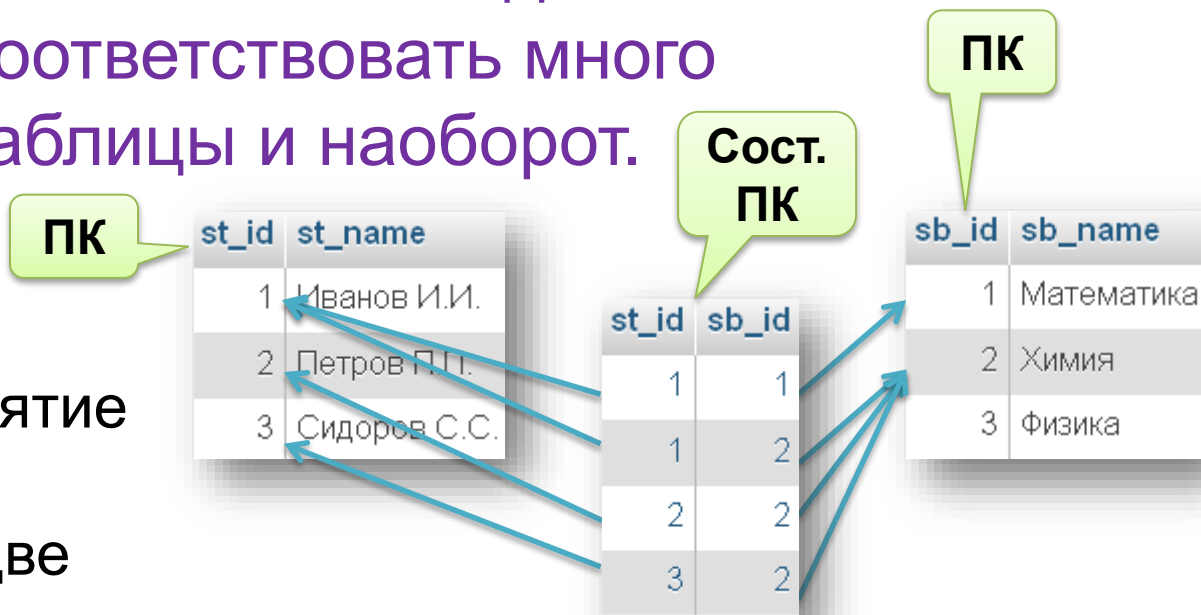 оответствовать много
аблицы и наоборот.
ПК
Сост.
ПК
ПК
st_id st_name
1 Иванов И.И.
2 Петров П.П.
3 Сидоров С.С.
st_id sb_id
1 1
1 2
2 2
3 2
sb_id sb_name
1 Математика
2 Химия
3 Физика
ятие
две